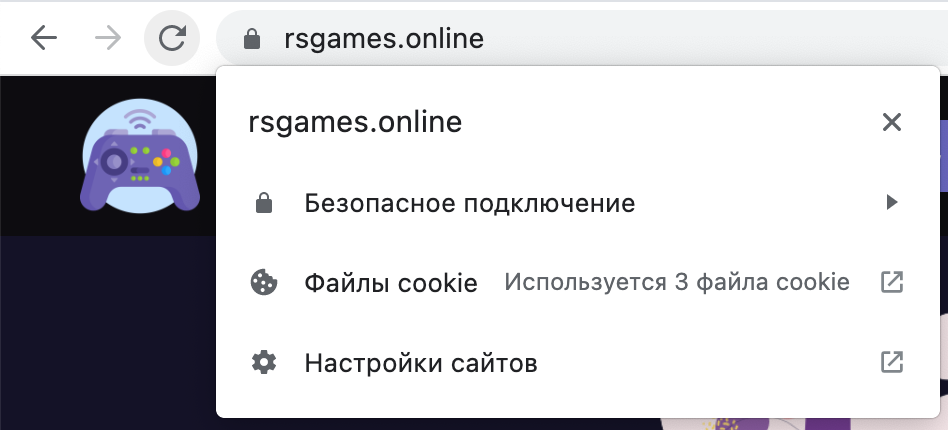 rsgames.online
rsgames.online
Безопасное подключение
Файлы cookie Используется 3 файла cookie
Настройки сайтов